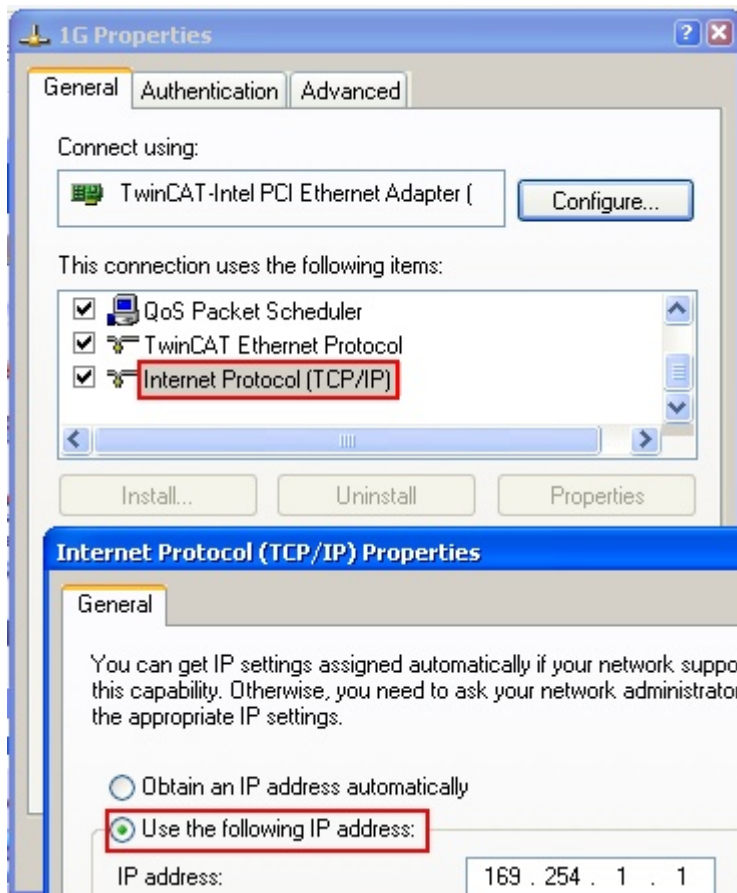 1G Properties
General Authentication Advanced
Connect using:
TwinCAT-Intel PCI Ethernet Adapter (
Configure...
This connection uses the following items:
QoS Packet Scheduler
TwinCAT Ethernet Protocol
Internet Protocol (TCP/IP)
Install... Uninstall Properties
Internet Protocol (TCP/IP) Properties
General
You can get IP settings assigned automatically if your network suppo
this capability. Otherwise, you need to ask your network administrator
the appropriate IP settings.
Obtain an IP address automatically
Use the following IP address:
IP address: 169 . 254 . 1 . 1